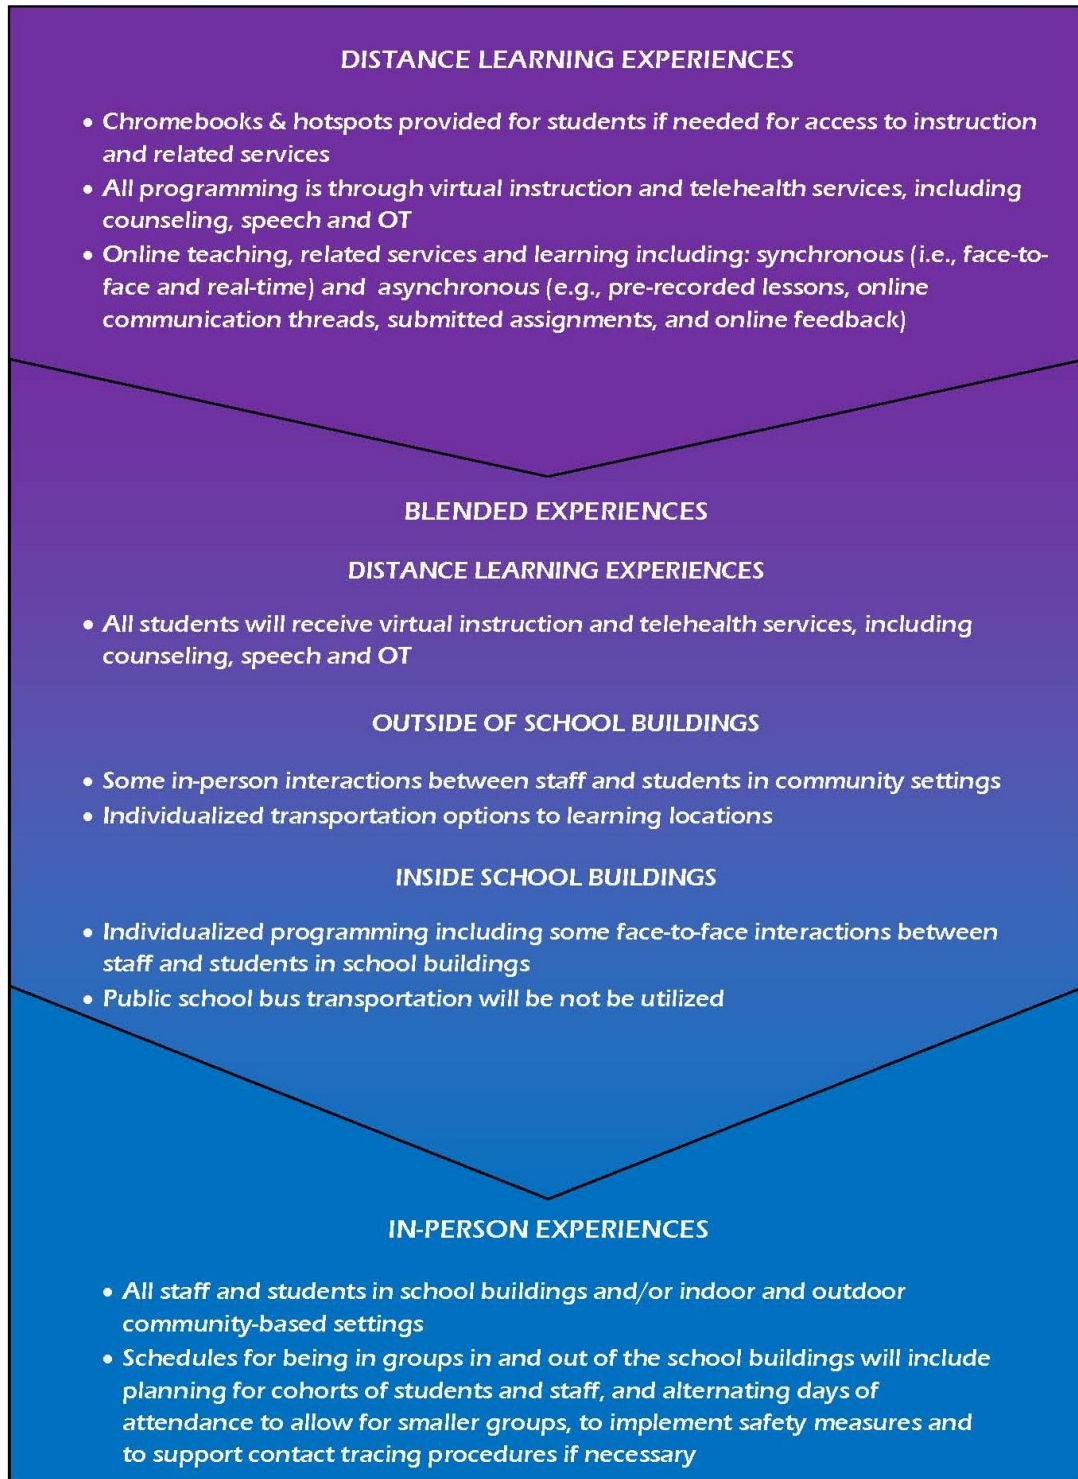 DISTANCE LEARNING EXPERIENCES
• Chromebooks & hotspots provided for students if needed for access to instruction
and related services
• All programming is through virtual instruction and telehealth services, including
counseling, speech and OT
• Online teaching, related services and learning including: synchronous (i.e., face-to-
face and real-time) and asynchronous (e.g., pre-recorded lessons, online
communication threads, submitted assignments, and online feedback)
BLENDED EXPERIENCES
DISTANCE LEARNING EXPERIENCES
• All students will receive virtual instruction and telehealth services, including
counseling, speech and OT
OUTSIDE OF SCHOOL BUILDINGS
• Some in-person interactions between staff and students in community settings
• Individualized transportation options to learning locations
INSIDE SCHOOL BUILDINGS
• Individualized programming including some face-to-face interactions between
staff and students in school buildings
• Public school bus transportation will be not be utilized
IN-PERSON EXPERIENCES
• All staff and students in school buildings and/or indoor and outdoor
community-based settings
• Schedules for being in groups in and out of the school buildings will include
planning for cohorts of students and staff, and alternating days of
attendance to allow for smaller groups, to implement safety measures and
to support contact tracing procedures if necessary